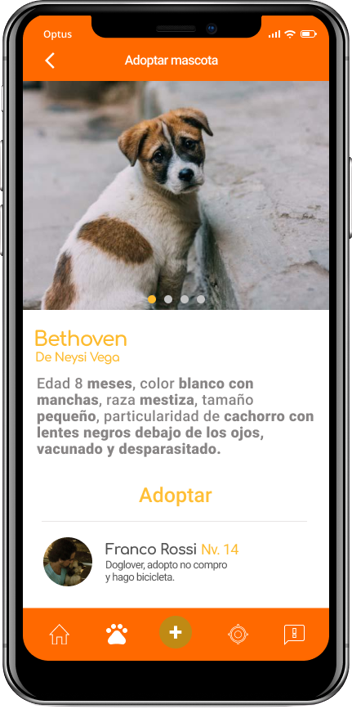 Optus
Adoptar mascota
Bethoven
De Neysi Vega
Edad 8 meses, color blanco con
manchas, raza mestiza, tamaño
pequeño, particularidad de cachorro con
lentes negros debajo de los ojos,
vacunado y desparasitado.
Adoptar
Franco Rossi Nv. 14
Doglover, adopto no compro
y hago bicicleta.